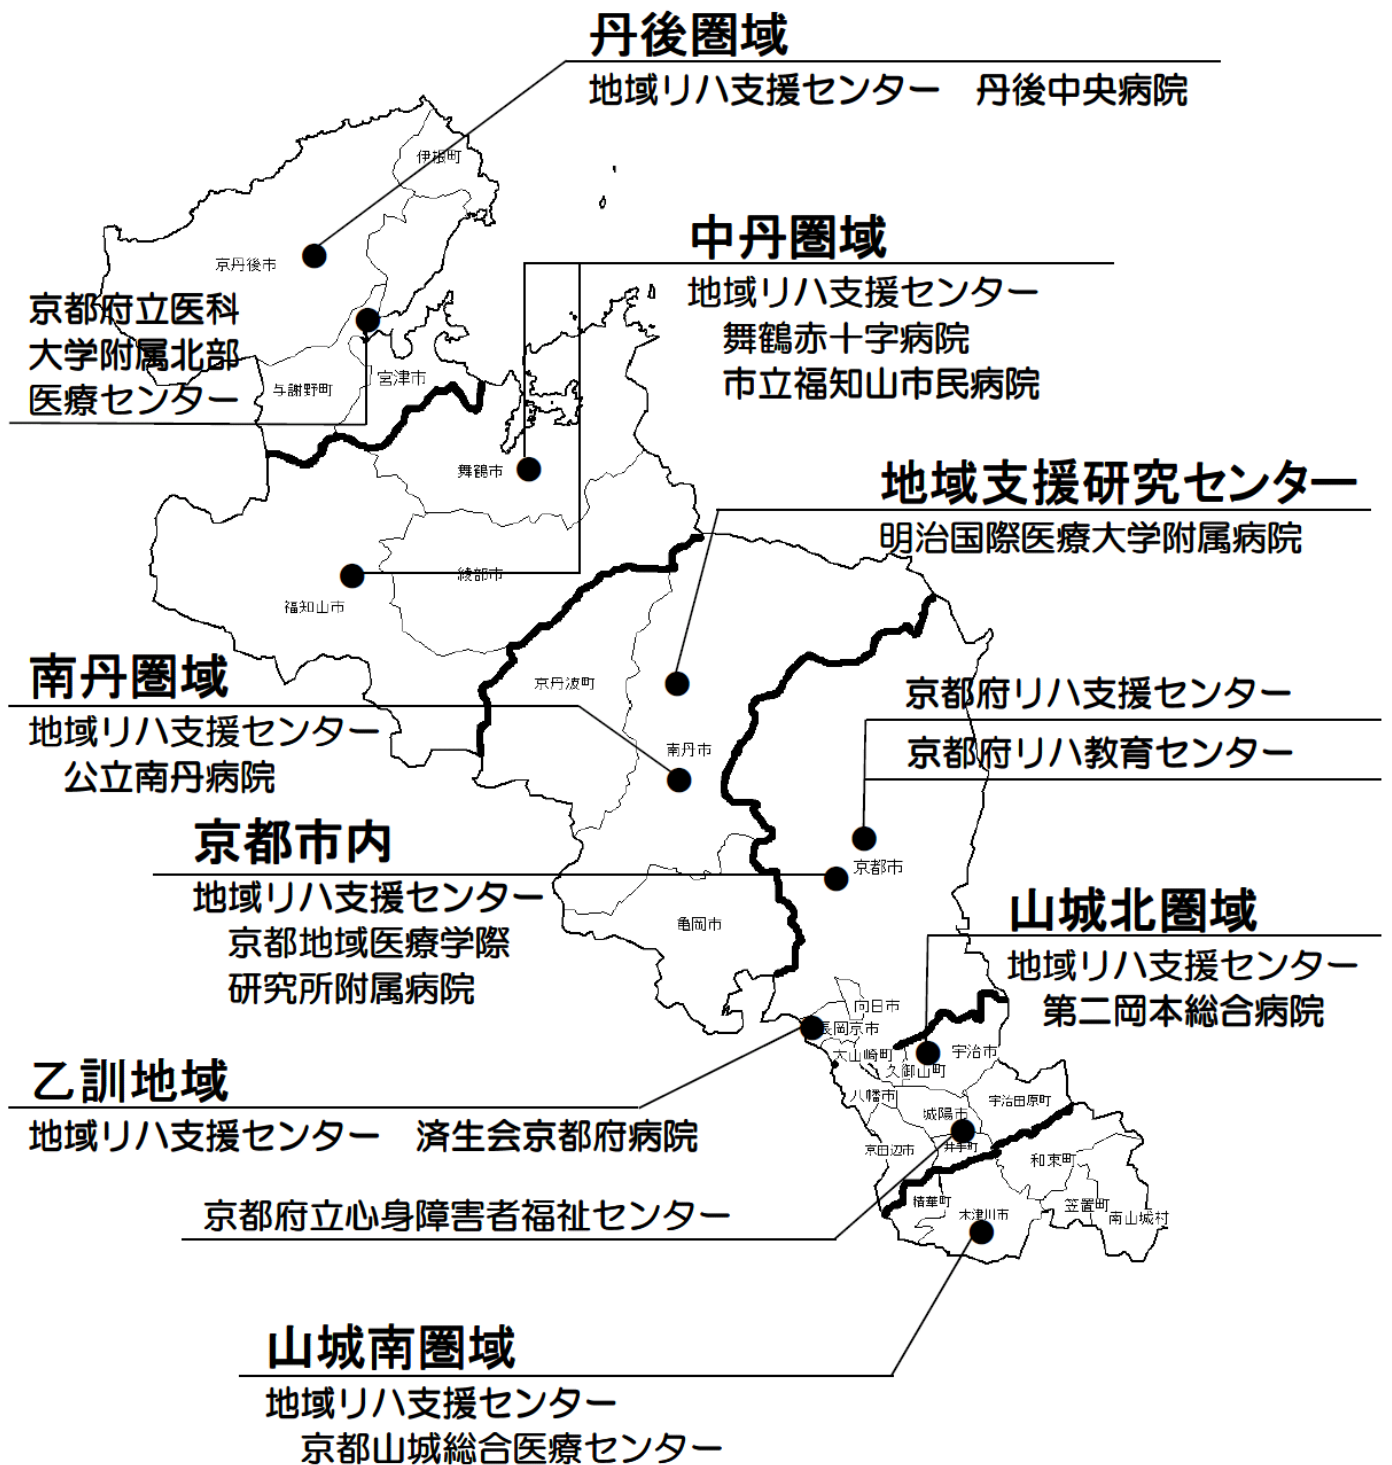 丹後圏域
地域リハ支援センター　丹後中央病院
伊根町
京丹後市
中丹圏域
地域リハ支援センター
舞鶴赤十字病院
市立福知山市民病院
京都府立医科
大学附属北部
医療センター
与謝野町
宮津市
舞鶴市
地域支援研究センター
明治国際医療大学附属病院
綾部市
福知山市
南丹圏域
地域リハ支援センター
公立南丹病院
京丹波町
南丹市
京都府リハ支援センター
京都府リハ教育センター
京都市内
地域リハ支援センター
京都地域医療学際
研究所附属病院
京都市
亀岡市
山城北圏域
地域リハ支援センター
第二岡本総合病院
向日市
長岡京市
大山崎町
久御山町
宇治市
八幡市
城陽市
宇治田原町
京田辺市
井手町
和束町
乙訓地域
地域リハ支援センター　済生会京都府病院
京都府立心身障害者福祉センター
精華町
木津川市
笠置町
南山城村
山城南圏域
地域リハ支援センター
京都山城総合医療センター